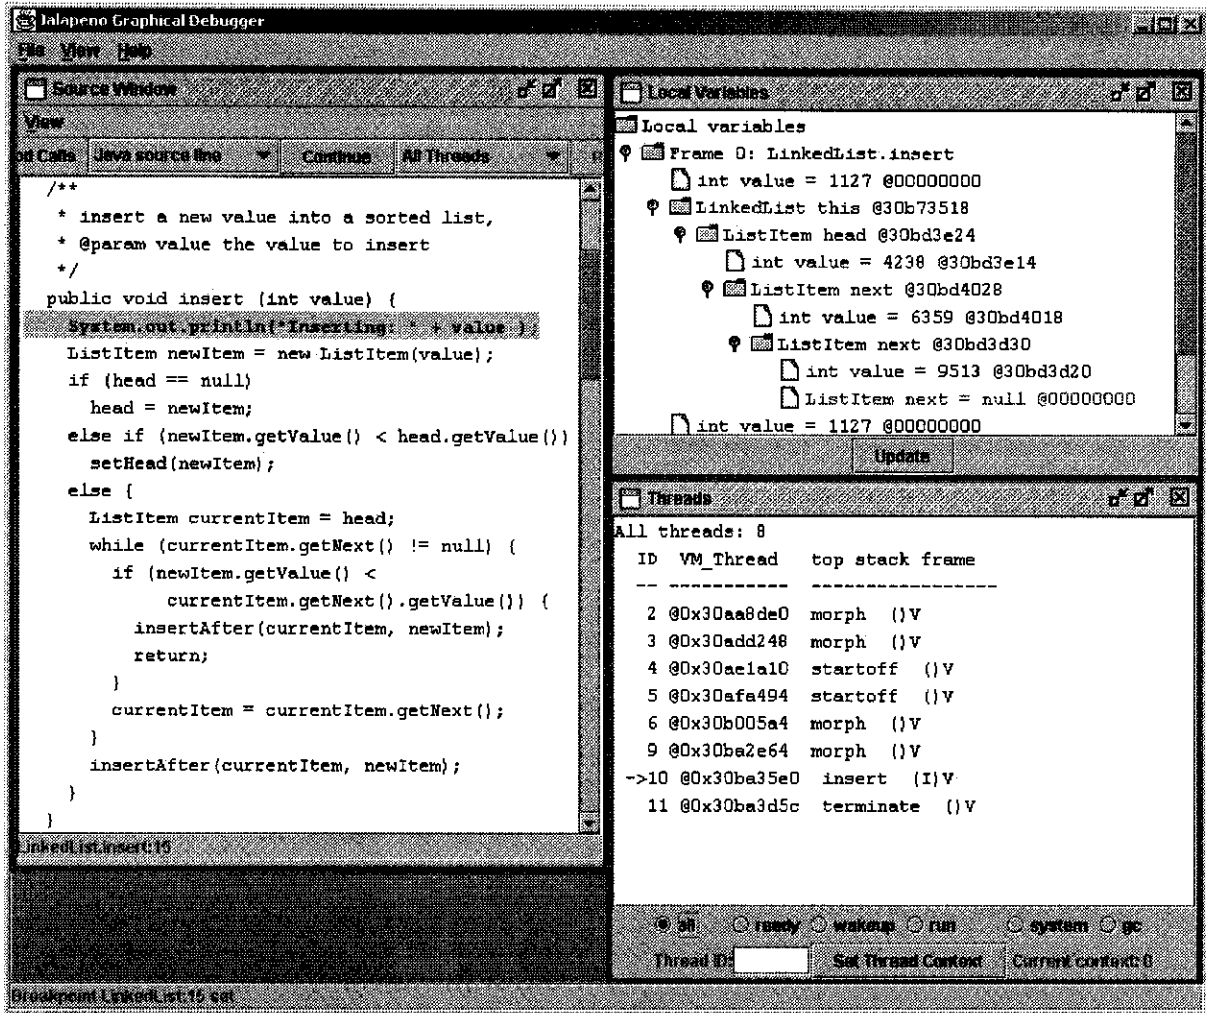 Jalapeno Graphical Debugger
File View Help
Source Window
View
od Calls Java source line Continue All Threads
/**
* insert a new value into a sorted list,
* @param value the value to insert
*/
public void insert (int value) {
System.out.println("Inserting: " + value );
ListItem newItem = new ListItem(value);
if (head == null)
head = newItem;
else if (newItem.getValue() < head.getValue())
setHead(newItem);
else {
ListItem currentItem = head;
while (currentItem.getNext() != null) {
if (newItem.getValue() <
currentItem.getNext().getValue()) {
insertAfter(currentItem, newItem);
return;
}
currentItem = currentItem.getNext();
}
insertAfter(currentItem, newItem);
}
}
LinkedList.insert:15
Local Variables
Local variables
Frame 0: LinkedList.insert
int value = 1127 @00000000
LinkedList this @30b73518
ListItem head @30bd3e24
int value = 4238 @30bd3e14
ListItem next @30bd4028
int value = 6359 @30bd4018
ListItem next @30bd3d30
int value = 9513 @30bd3d20
ListItem next = null @00000000
int value = 1127 @00000000
Update
Threads
All threads: 8
ID VM_Thread top stack frame
-- ----------- -----------------
2 @0x30aa8de0 morph ()V
3 @0x30add248 morph ()V
4 @0x30ae1a10 startoff ()V
5 @0x30afa494 startoff ()V
6 @0x30b005a4 morph ()V
9 @0x30ba2e64 morph ()V
->10 @0x30ba35e0 insert (I)V
11 @0x30ba3d5c terminate ()V
all ready wakeup run system gc
Thread ID: Set Thread Context Current context: 0
Breakpoint LinkedList:15 set